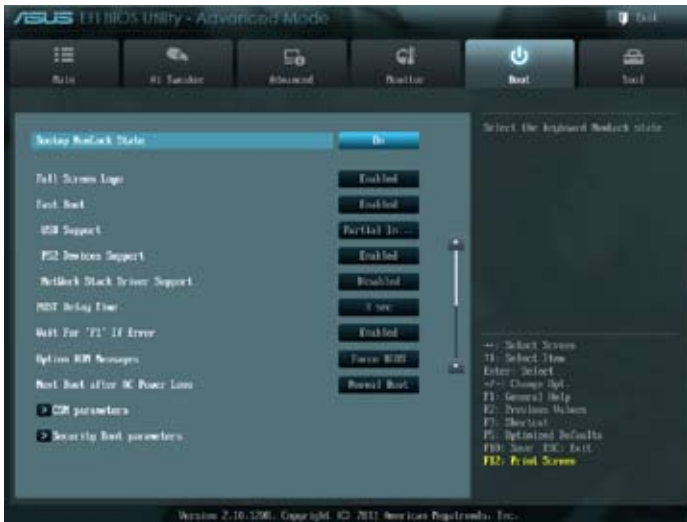 ASUS EFI BIOS Utility - Advanced Mode
Exit
Main
Ai Tweaker
Advanced
Monitor
Boot
Tool
Bootup NumLock State
On
Select the keyboard NumLock state
Full Screen Logo
Enabled
Fast Boot
Enabled
USB Support
Partial In...
PS2 Devices Support
Enabled
NetWork Stack Driver Support
Disabled
POST Delay Time
3 sec
Wait For 'F1' If Error
Enabled
Option ROM Messages
Force BIOS
Next Boot after AC Power Loss
Normal Boot
CSM parameters
Security Boot parameters
Select Screen
Select Item
Enter: Select
+/-: Change Opt.
F1: General Help
F2: Previous Values
F3: Shortcut
F5: Optimized Defaults
F10: Save ESC: Exit
F12: Print Screen
Copyright (C) 2011 American Megatrends, Inc.